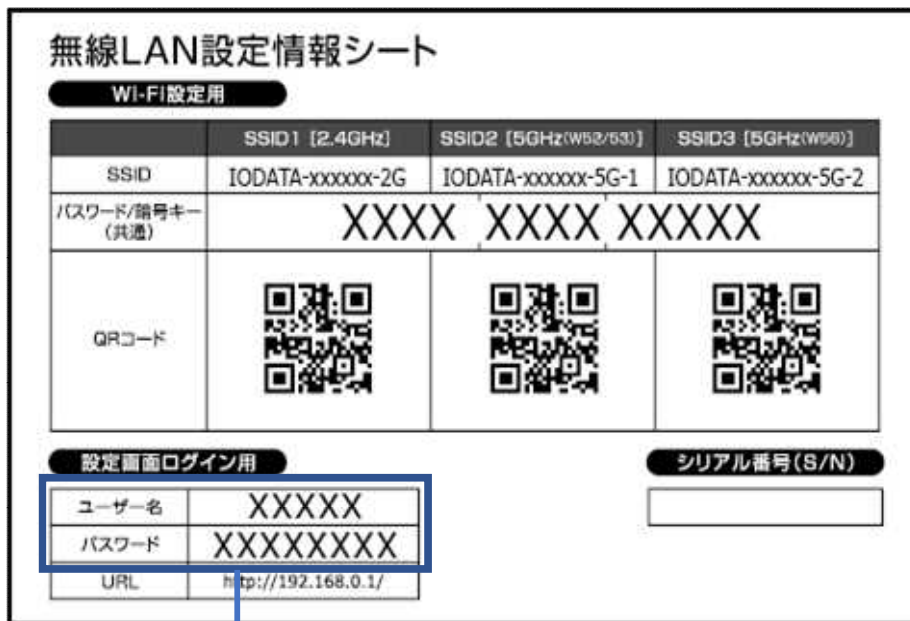 無線LAN設定情報シート
Wi-Fi設定用
SSID1 [2.4GHz] SSID2 [5GHz(W52/53)] SSID3 [5GHz(W56)]
SSID IODATA-xxxxxx-2G IODATA-xxxxxx-5G-1 IODATA-xxxxxx-5G-2
パスワード/暗号キー
(共通)
XXXX XXXX XXXXX
QRコード
設定画面ログイン用
シリアル番号(S/N)
ユーザー名 XXXXX
パスワード XXXXXXXX
URL http://192.168.0.1/